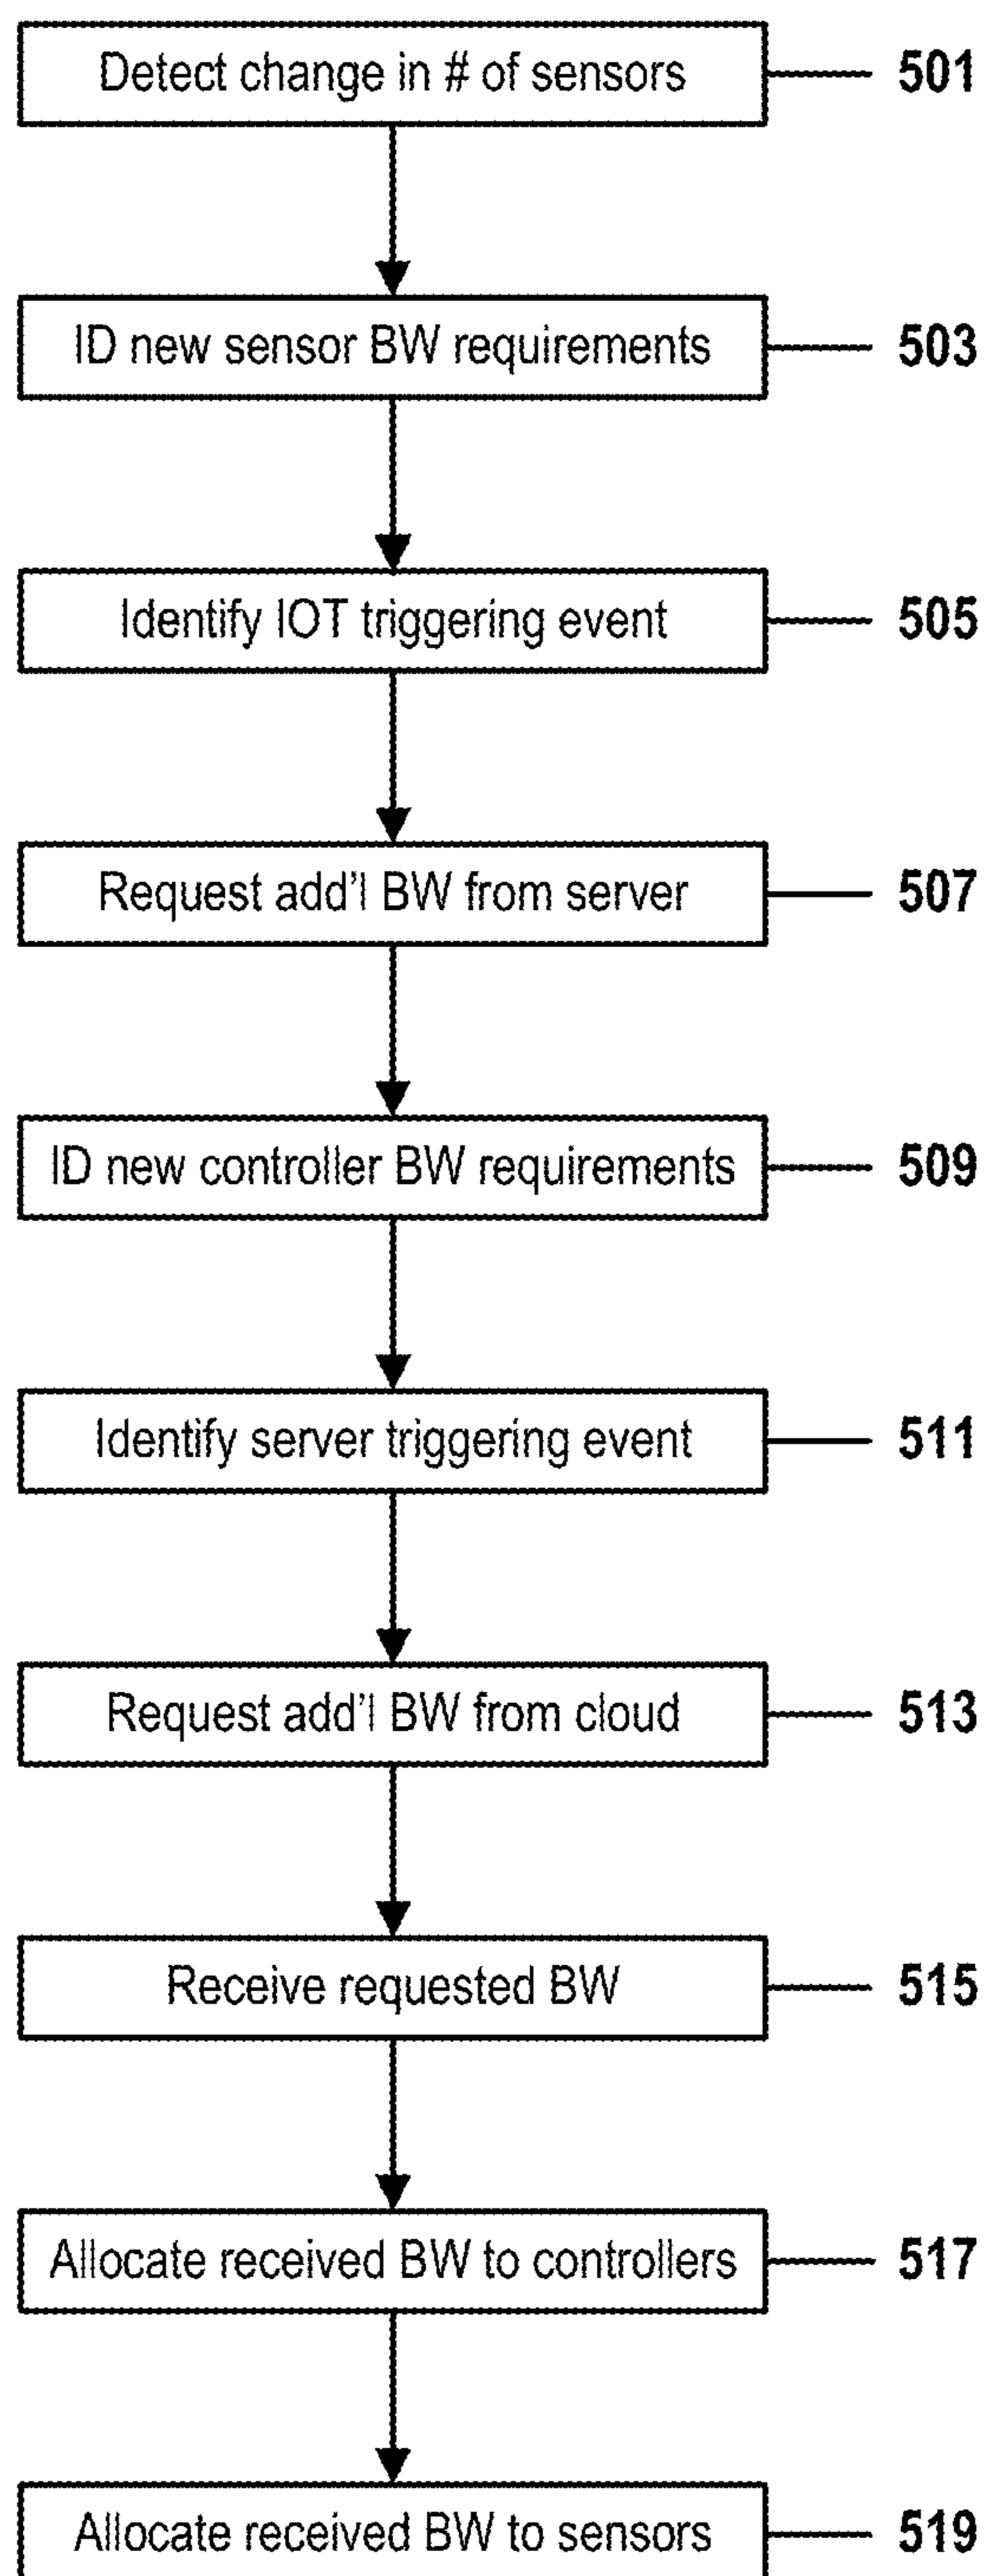 Detect change in # of sensors 501
ID new sensor BW requirements 503
Identify IOT triggering event 505
Request add'l BW from server 507
ID new controller BW requirements 509
Identify server triggering event 511
Request add'l BW from cloud 513
Receive requested BW 515
Allocate received BW to controllers 517
Allocate received BW to sensors 519